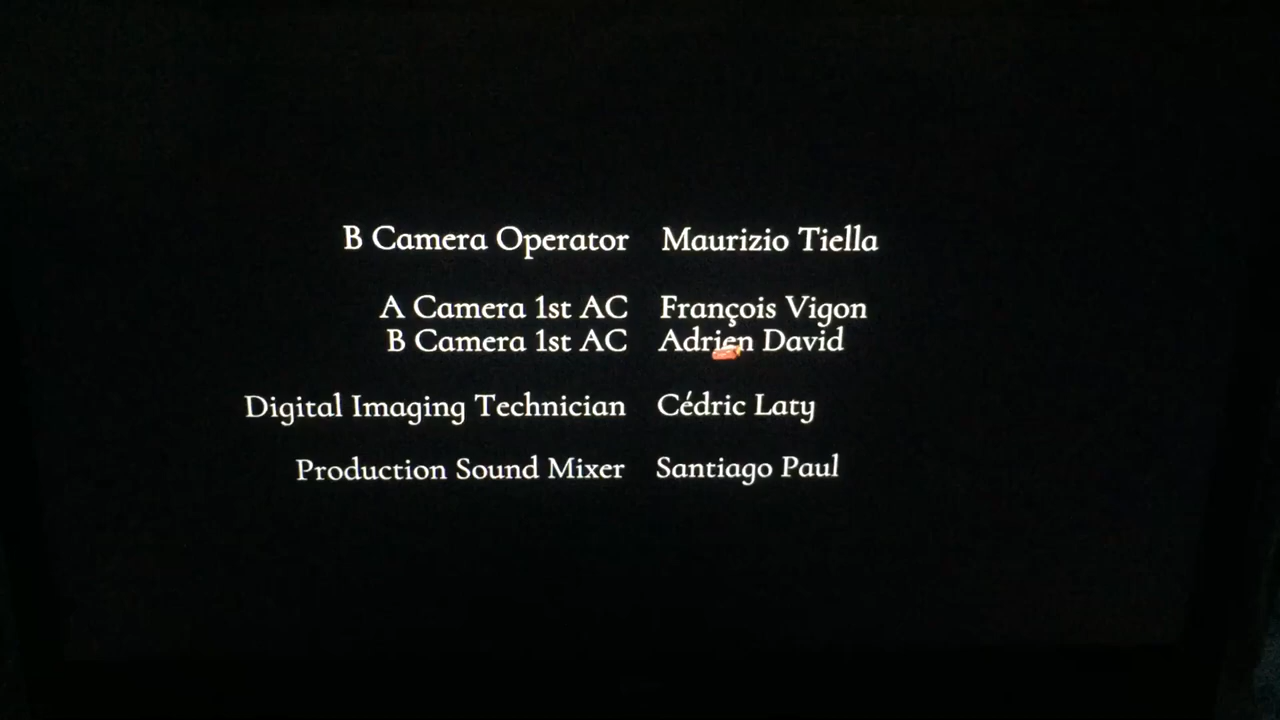 B Camera Operator Maurizio Tiella
A Camera 1st AC François Vigon
B Camera 1st AC Adrien David
Digital Imaging Technician Cédric Laty
Production Sound Mixer Santiago Paul